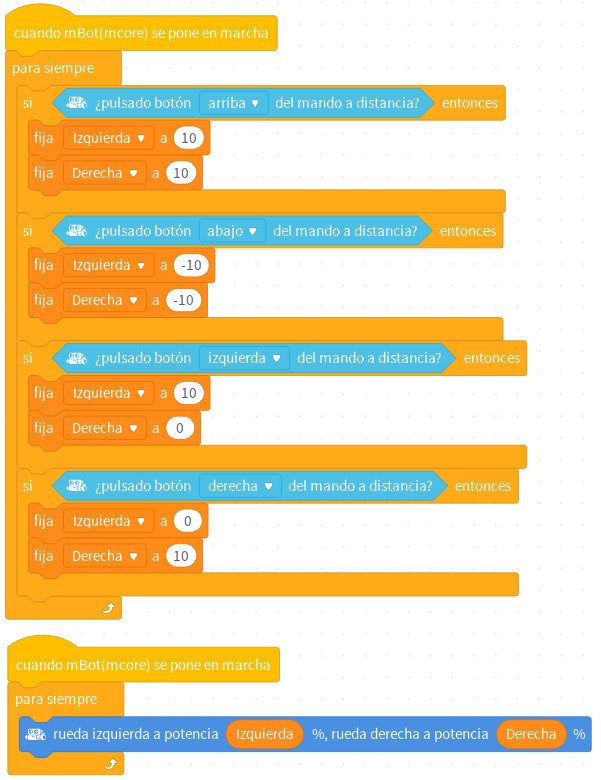 cuando mBot(mcore) se pone en marcha
para siempre
si ¿pulsado botón arriba del mando a distancia? entonces
fija Izquierda a 10
fija Derecha a 10
si ¿pulsado botón abajo del mando a distancia? entonces
fija Izquierda a -10
fija Derecha a -10
si ¿pulsado botón izquierda del mando a distancia? entonces
fija Izquierda a 10
fija Derecha a 0
si ¿pulsado botón derecha del mando a distancia? entonces
fija Izquierda a 0
fija Derecha a 10
cuando mBot(mcore) se pone en marcha
para siempre
rueda izquierda a potencia Izquierda %, rueda derecha a potencia Derecha %